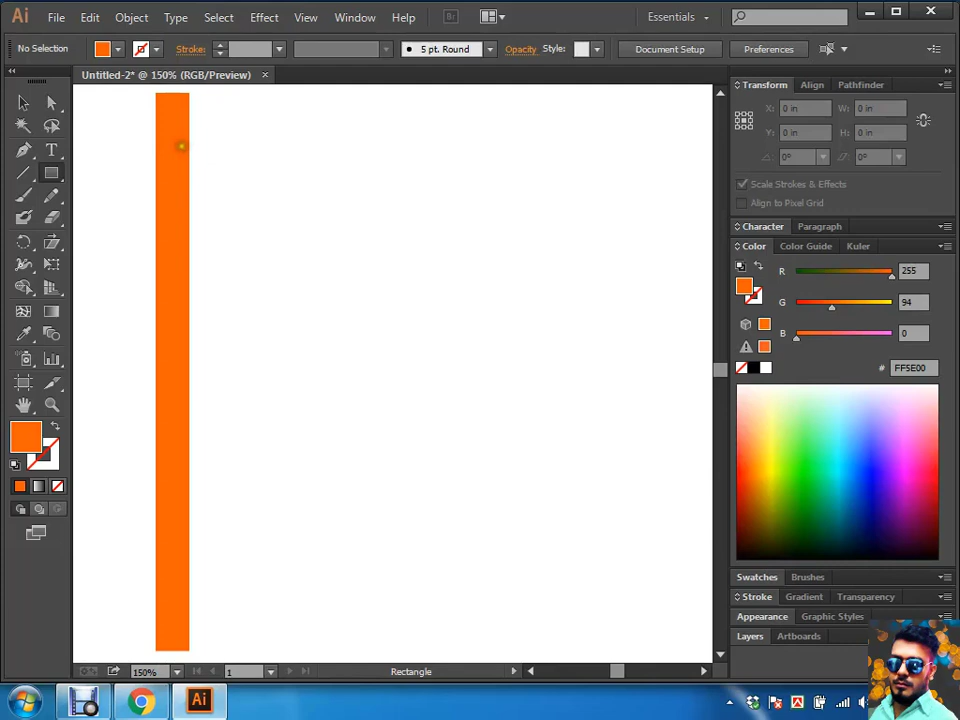 Ai File Edit Object Type Select Effect View Window Help Br Essentials
No Selection Stroke: 5 pt. Round Opacity Style: Document Setup Preferences
Untitled-2* @ 150% (RGB/Preview) ×
Transform Align Pathfinder
X: 0 in W: 0 in
Y: 0 in H: 0 in
0° 0°
Scale Strokes & Effects
Align to Pixel Grid
Character Paragraph
Color Color Guide Kuler
R 255
G 94
B 0
# FF5E00
Swatches Brushes
Stroke Gradient Transparency
Appearance Graphic Styles
Layers Artboards
150% 1 Rectangle
Ai